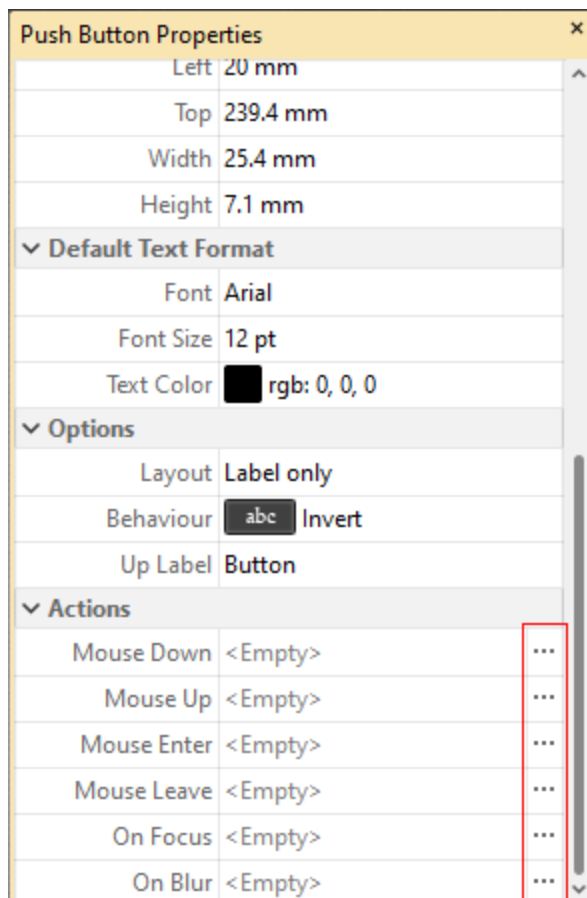 Push Button Properties ×
Left 20 mm
Top 239.4 mm
Width 25.4 mm
Height 7.1 mm
Default Text Format
Font Arial
Font Size 12 pt
Text Color rgb: 0, 0, 0
Options
Layout Label only
Behaviour abc Invert
Up Label Button
Actions
Mouse Down <Empty> ...
Mouse Up <Empty> ...
Mouse Enter <Empty> ...
Mouse Leave <Empty> ...
On Focus <Empty> ...
On Blur <Empty> ...